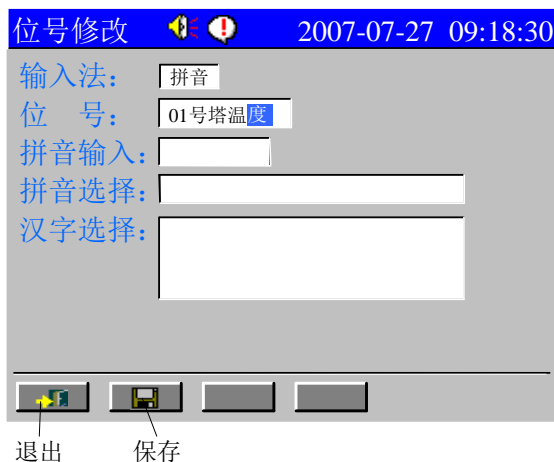 位号修改 2007-07-27 09:18:30
输入法： 拼音
位 号： 01号塔温度
拼音输入：
拼音选择：
汉字选择：
退出 保存